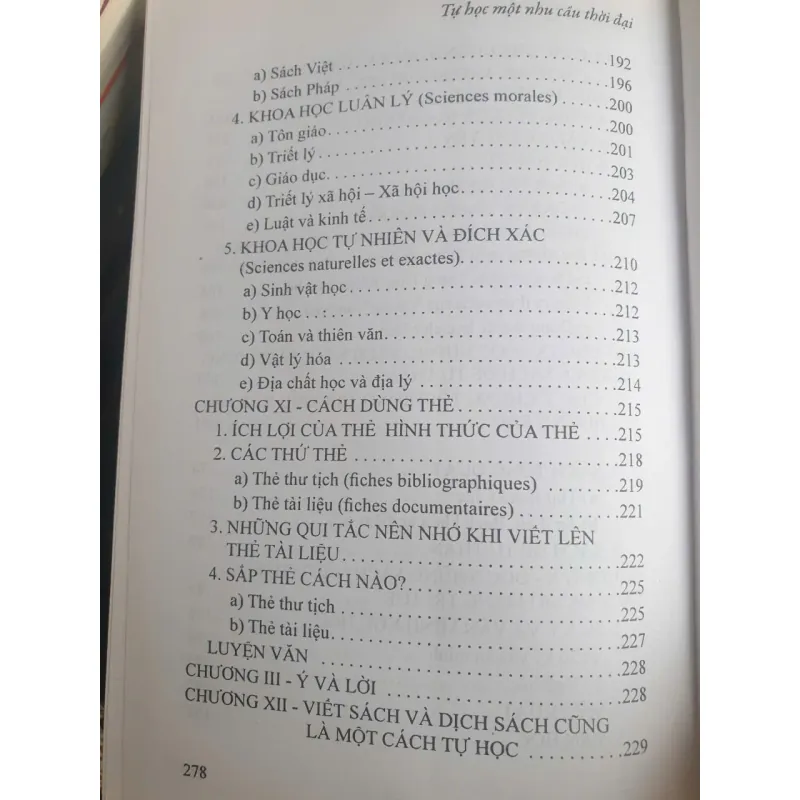 Tự học một nhu cầu thời đại
a) Sách Việt . . . . . . . . . . . . . . . . . . . . . . . . . . . . . .192
b) Sách Pháp . . . . . . . . . . . . . . . . . . . . . . . . . . . . .196
4. KHOA HỌC LUÂN LÝ (Sciences morales) . . . . . .200
a) Tôn giáo. . . . . . . . . . . . . . . . . . . . . . . . . . . . . . .200
b) Triết lý. . . . . . . . . . . . . . . . . . . . . . . . . . . . . . . .201
c) Giáo dục. . . . . . . . . . . . . . . . . . . . . . . . . . . . . . .203
d) Triết lý xã hội – Xã hội học. . . . . . . . . . . . . . . . .204
e) Luật và kinh tế. . . . . . . . . . . . . . . . . . . . . . . . . .207
5. KHOA HỌC TỰ NHIÊN VÀ ĐÍCH XÁC
(Sciences naturelles et exactes). . . . . . . . . . . . . . . . .210
a) Sinh vật học . . . . . . . . . . . . . . . . . . . . . . . . . . . .212
b) Y học . . : . . . . . . . . . . . . . . . . . . . . . . . . . . . . . .212
c) Toán và thiên văn. . . . . . . . . . . . . . . . . . . . . . . .213
d) Vật lý hóa . . . . . . . . . . . . . . . . . . . . . . . . . . . . .213
e) Địa chất học và địa lý . . . . . . . . . . . . . . . . . . . . .214
CHƯƠNG XI - CÁCH DÙNG THẺ . . . . . . . . . . . . . . . . .215
1. ÍCH LỢI CỦA THẺ HÌNH THỨC CỦA THẺ . . . .215
2. CÁC THỨ THẺ . . . . . . . . . . . . . . . . . . . . . . . . . . . .218
a) Thẻ thư tịch (fiches bibliographiques) . . . . . . . .219
b) Thẻ tài liệu (fiches documentaires) . . . . . . . . . . .221
3. NHỮNG QUI TẮC NÊN NHỚ KHI VIẾT LÊN
THẺ TÀI LIỆU. . . . . . . . . . . . . . . . . . . . . . . . . . . . .222
4. SẮP THẺ CÁCH NÀO? . . . . . . . . . . . . . . . . . . . . . .225
a) Thẻ thư tịch . . . . . . . . . . . . . . . . . . . . . . . . . . . .225
b) Thẻ tài liệu. . . . . . . . . . . . . . . . . . . . . . . . . . . . .227
LUYỆN VĂN . . . . . . . . . . . . . . . . . . . . . . . . . . . . . . .228
CHƯƠNG III - Ý VÀ LỜI . . . . . . . . . . . . . . . . . . . . . . .228
CHƯƠNG XII - VIẾT SÁCH VÀ DỊCH SÁCH CŨNG
LÀ MỘT CÁCH TỰ HỌC . . . . . . . . . .229
278